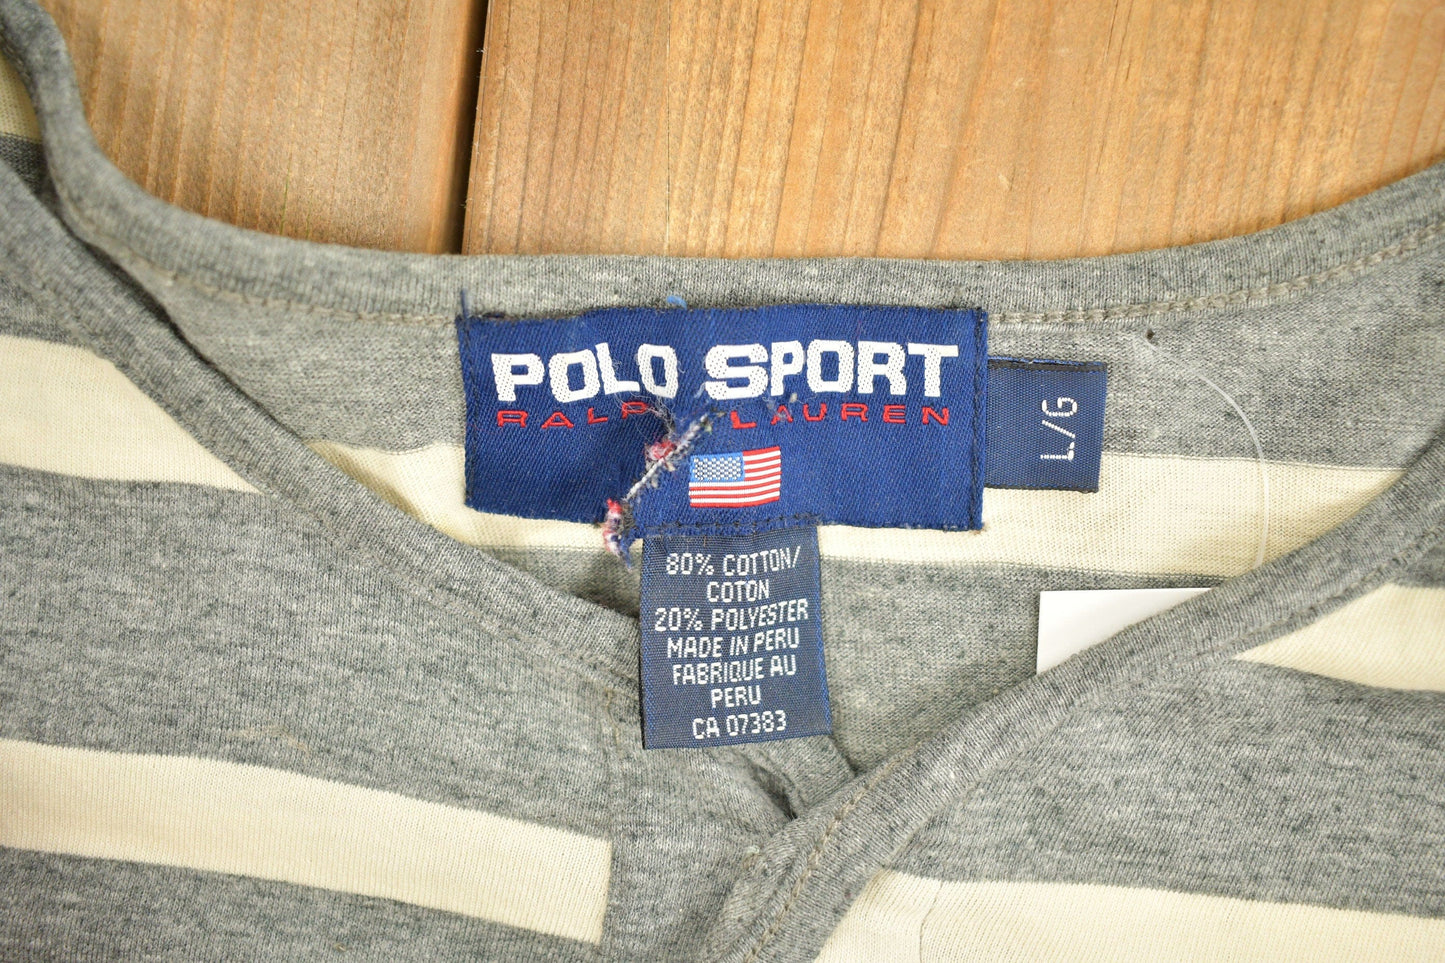 POLO SPORT
RALPH LAUREN
L/G
80% COTTON/
COTON
20% POLYESTER
MADE IN PERU
FABRIQUE AU
PERU
CA 07383